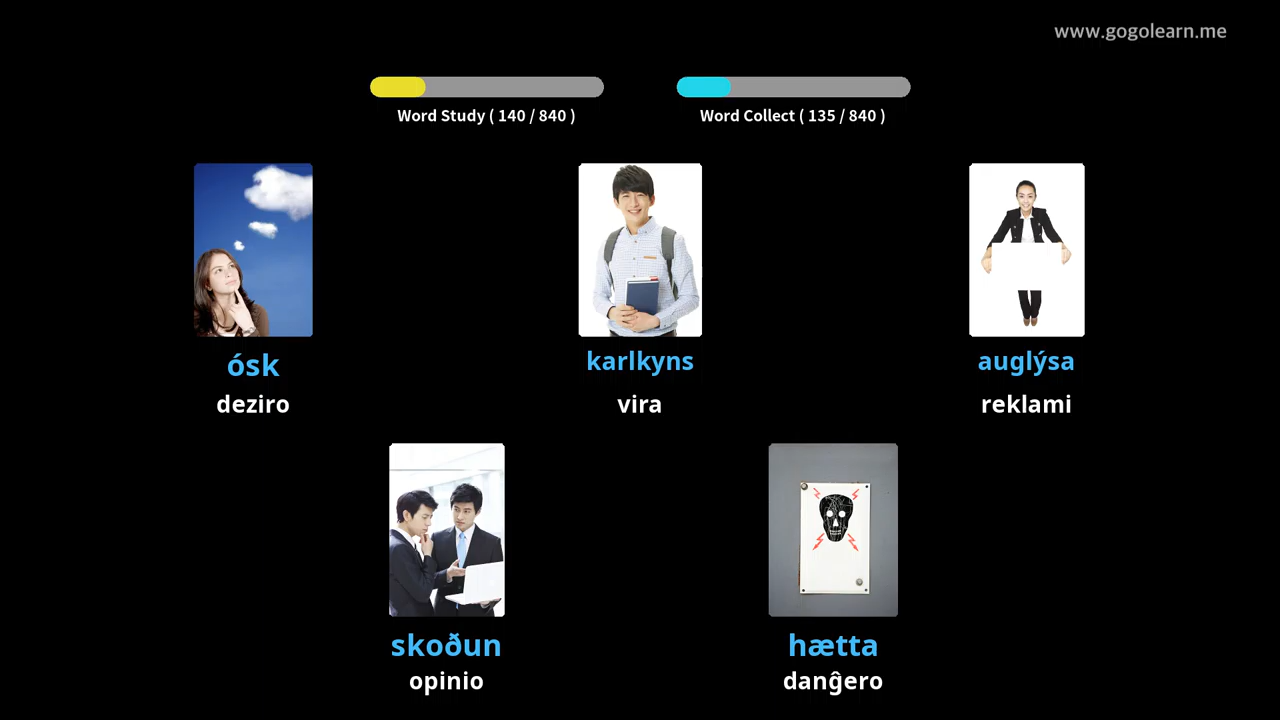 www.gogolearn.me
Word Study ( 140 / 840 )
Word Collect ( 135 / 840 )
ósk
karlkyns
auglýsa
deziro
vira
reklami
skoðun
hætta
opinio
danĝero